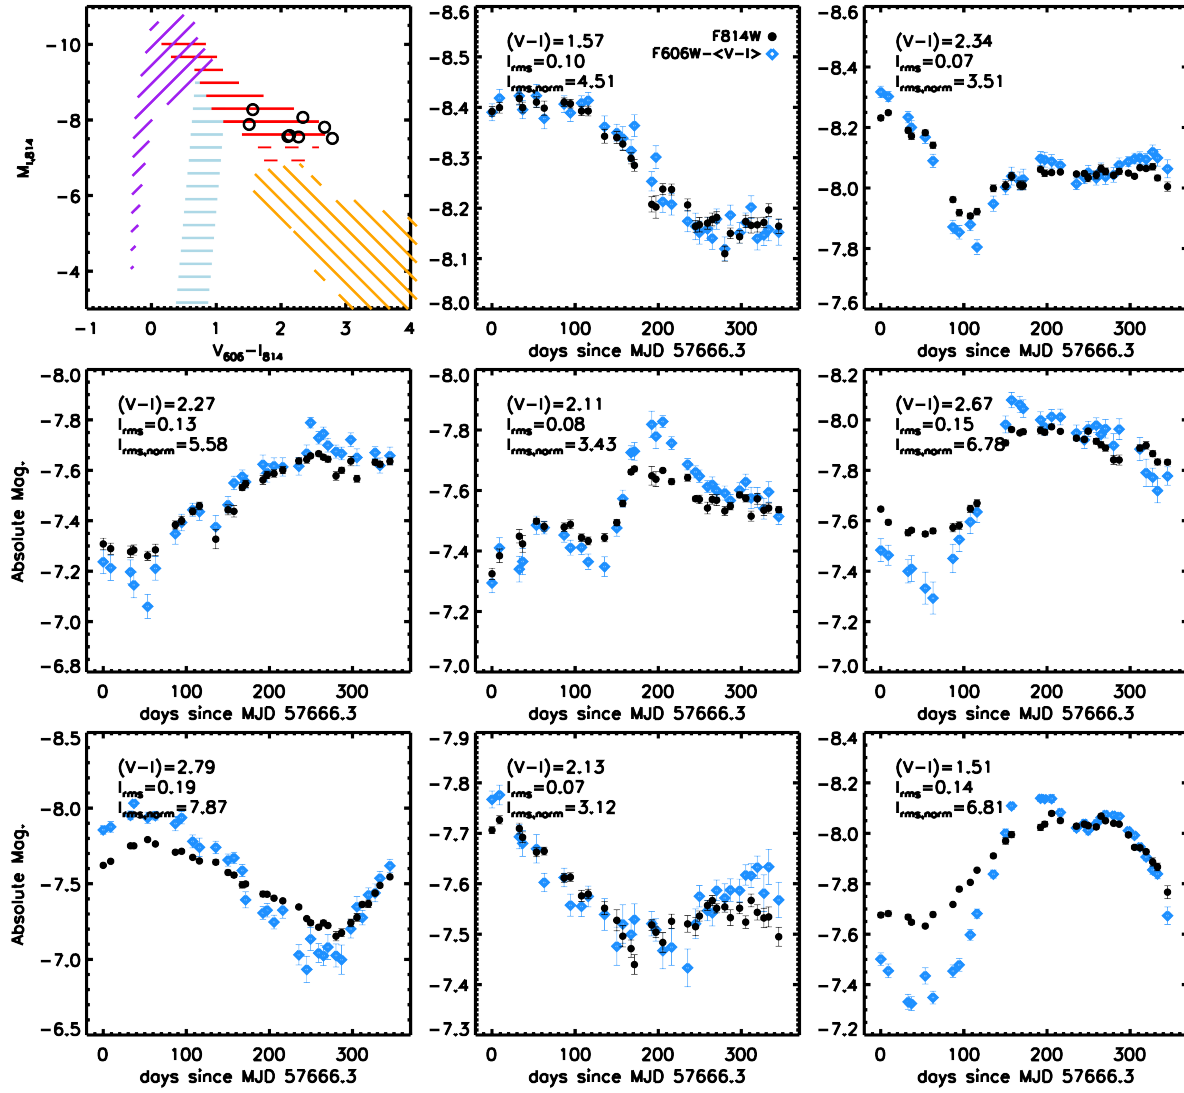 −10
−8
−6
−4
M_I,814
−1 0 1 2 3 4
V_606−I_814
−8.6
−8.5
−8.4
−8.3
−8.2
−8.1
−8.0
(V−I)=1.57
I_rms=0.10
I_rms,norm=4.51
F814W
F606W−<V−I>
0 100 200 300
days since MJD 57666.3
−8.6
−8.4
−8.2
−8.0
−7.8
−7.6
(V−I)=2.34
I_rms=0.07
I_rms,norm=3.51
0 100 200 300
days since MJD 57666.3
Absolute Mag.
−8.0
−7.8
−7.6
−7.4
−7.2
−7.0
−6.8
(V−I)=2.27
I_rms=0.13
I_rms,norm=5.58
0 100 200 300
days since MJD 57666.3
−8.0
−7.8
−7.6
−7.4
−7.2
−7.0
(V−I)=2.11
I_rms=0.08
I_rms,norm=3.43
0 100 200 300
days since MJD 57666.3
−8.2
−8.0
−7.8
−7.6
−7.4
−7.2
−7.0
(V−I)=2.67
I_rms=0.15
I_rms,norm=6.78
0 100 200 300
days since MJD 57666.3
Absolute Mag.
−8.5
−8.0
−7.5
−7.0
−6.5
(V−I)=2.79
I_rms=0.19
I_rms,norm=7.87
0 100 200 300
days since MJD 57666.3
−7.9
−7.8
−7.7
−7.6
−7.5
−7.4
−7.3
(V−I)=2.13
I_rms=0.07
I_rms,norm=3.12
0 100 200 300
days since MJD 57666.3
−8.4
−8.2
−8.0
−7.8
−7.6
−7.4
−7.2
(V−I)=1.51
I_rms=0.14
I_rms,norm=6.81
0 100 200 300
days since MJD 57666.3